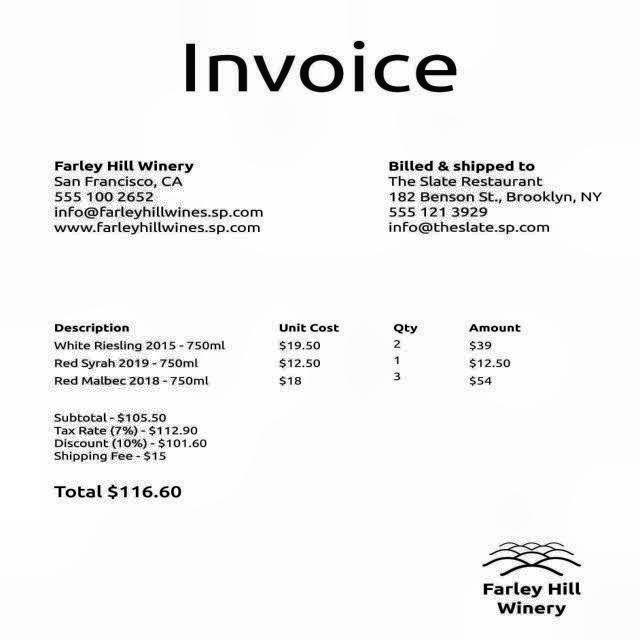 Invoice
Farley Hill Winery
San Francisco, CA
555 100 2652
info@farleyhillwines.sp.com
www.farleyhillwines.sp.com
Billed & shipped to
The Slate Restaurant
182 Benson St., Brooklyn, NY
555 121 3929
info@theslate.sp.com
Description Unit Cost Qty Amount
White Riesling 2015 - 750ml $19.50 2 $39
Red Syrah 2019 - 750ml $12.50 1 $12.50
Red Malbec 2018 - 750ml $18 3 $54
Subtotal - $105.50
Tax Rate (7%) - $112.90
Discount (10%) - $101.60
Shipping Fee - $15
Total $116.60
Farley Hill
Winery